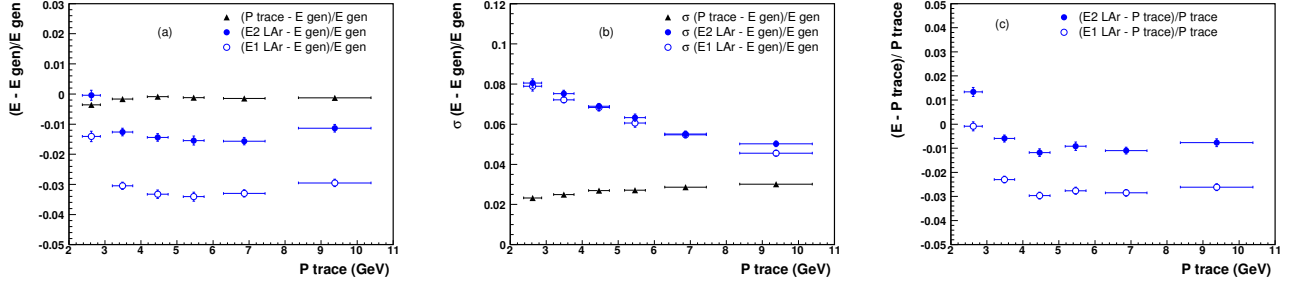 (E - E gen)/E gen
0.03
0.02
0.01
0
-0.01
-0.02
-0.03
-0.04
-0.05
(a)
(P trace - E gen)/E gen
(E2 LAr - E gen)/E gen
(E1 LAr - E gen)/E gen
2 3 4 5 6 7 8 9 10 11
P trace (GeV)
σ (E - E gen)/E gen
0.12
0.1
0.08
0.06
0.04
0.02
0
(b)
σ (P trace - E gen)/E gen
σ (E2 LAr - E gen)/E gen
σ (E1 LAr - E gen)/E gen
2 3 4 5 6 7 8 9 10 11
P trace (GeV)
(E - P trace)/ P trace
0.05
0.04
0.03
0.02
0.01
0
-0.01
-0.02
-0.03
-0.04
-0.05
(c)
(E2 LAr - P trace)/P trace
(E1 LAr - P trace)/P trace
2 3 4 5 6 7 8 9 10 11
P trace (GeV)